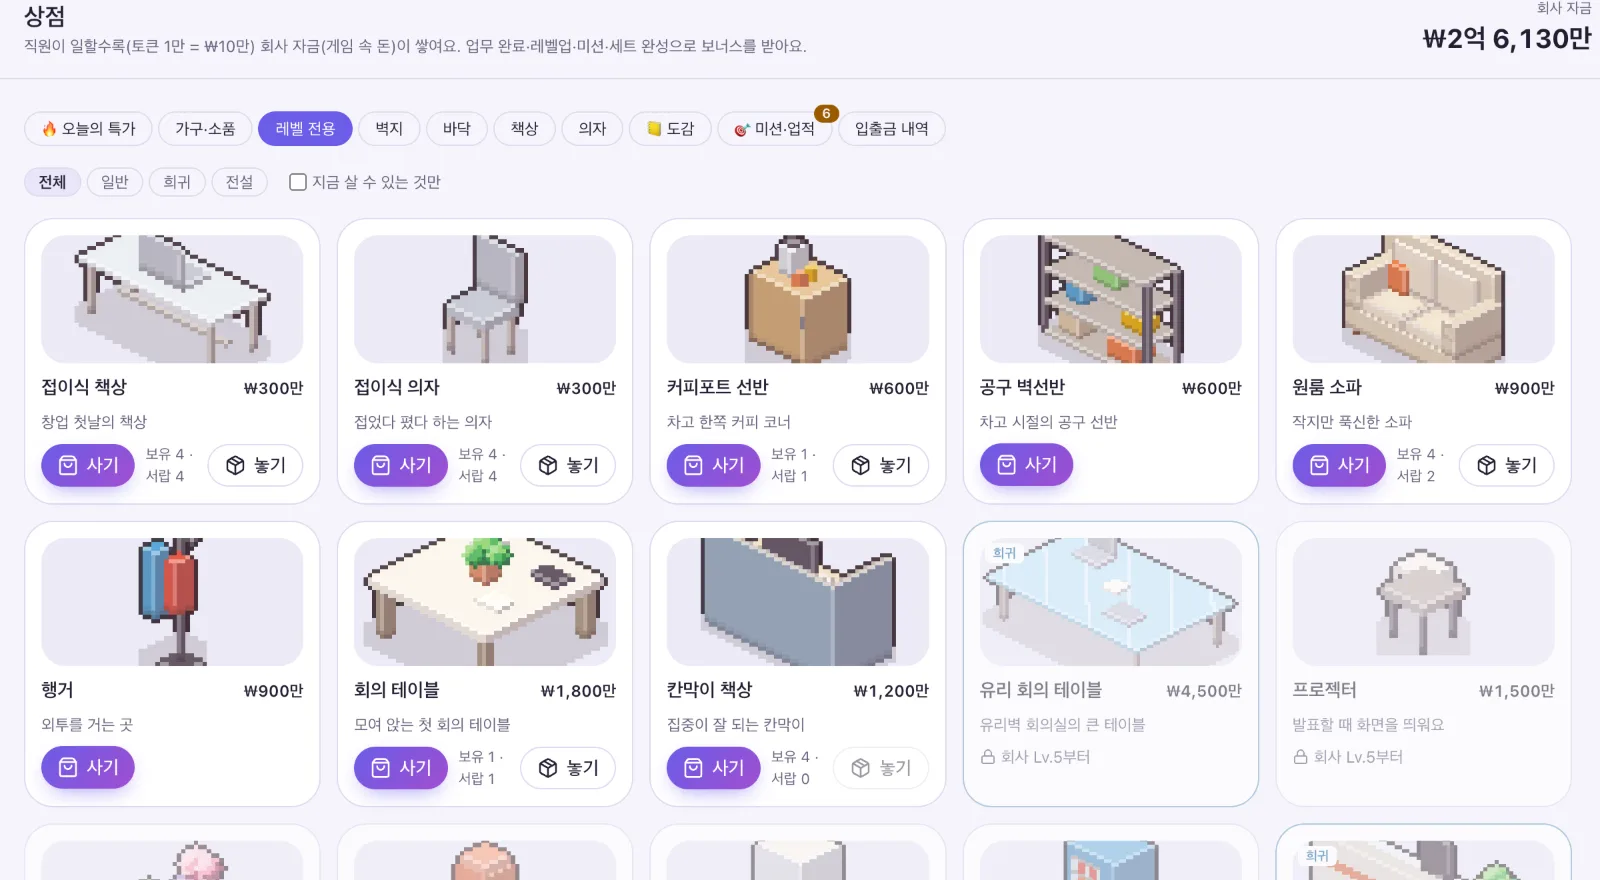 상점
회사 자금
직원이 일할수록(토큰 1만 = ₩10만) 회사 자금(게임 속 돈)이 쌓여요. 업무 완료·레벨업·미션·세트 완성으로 보너스를 받아요.
₩2억 6,130만
오늘의 특가 가구·소품 레벨 전용 벽지 바닥 책상 의자 도감 미션·업적 6 입출금 내역
전체 일반 희귀 전설 지금 살 수 있는 것만
접이식 책상 ₩300만
창업 첫날의 책상
사기 보유 4 · 서랍 4 놓기
접이식 의자 ₩300만
접었다 폈다 하는 의자
사기 보유 4 · 서랍 4 놓기
커피포트 선반 ₩600만
차고 한쪽 커피 코너
사기 보유 1 · 서랍 1 놓기
공구 벽선반 ₩600만
차고 시절의 공구 선반
사기
원룸 소파 ₩900만
작지만 푹신한 소파
사기 보유 4 · 서랍 2 놓기
행거 ₩900만
외투를 거는 곳
사기
회의 테이블 ₩1,800만
모여 앉는 첫 회의 테이블
사기 보유 1 · 서랍 1 놓기
칸막이 책상 ₩1,200만
집중이 잘 되는 칸막이
사기 보유 4 · 서랍 0 놓기
희귀
유리 회의 테이블 ₩4,500만
유리벽 회의실의 큰 테이블
회사 Lv.5부터
프로젝터 ₩1,500만
발표할 때 화면을 띄워요
회사 Lv.5부터
희귀